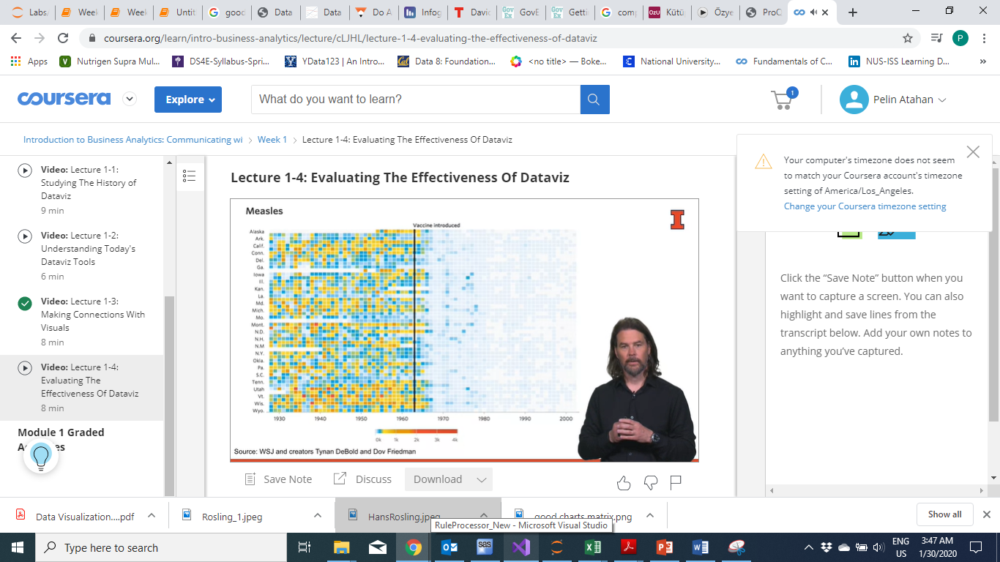 Labs/
Week
Week
Untit
good
Data
Data
Do A
Infog
Davic
GovE
Getti
comp
Kütü
Özye
ProC
coursera.org/learn/intro-business-analytics/lecture/cLJHL/lecture-1-4-evaluating-the-effectiveness-of-dataviz
P
Apps
Nutrigen Supra Mul...
DS4E-Syllabus-Spri...
YData123 | An Intro...
Data 8: Foundation...
<no title> — Boke...
National University...
Fundamentals of C...
NUS-ISS Learning D...
»
coursera
Explore
What do you want to learn?
1
Pelin Atahan
Introduction to Business Analytics: Communicating wi > Week 1 > Lecture 1-4: Evaluating The Effectiveness Of Dataviz
Your computer's timezone does not seem
to match your Coursera account's timezone
setting of America/Los_Angeles.
Change your Coursera timezone setting
Video: Lecture 1-1:
Studying The History of
Dataviz
9 min
Video: Lecture 1-2:
Understanding Today's
Dataviz Tools
6 min
Video: Lecture 1-3:
Making Connections With
Visuals
8 min
Video: Lecture 1-4:
Evaluating The
Effectiveness Of Dataviz
8 min
Module 1 Graded
Lecture 1-4: Evaluating The Effectiveness Of Dataviz
Measles
I
Vaccine introduced
Alaska
Ark.
Calif.
Conn.
Del.
Ga.
Iowa
Ill.
Kan.
La.
Md.
Mich.
Mo.
Mont.
N.D.
N.H.
N.M
N.Y.
Okla.
Pa.
S.C.
Tenn.
Utah
Vt.
Wis.
Wyo.
1930 1940 1950 1960 1970 1980 1990 2000
0k 1k 2k 3k 4k
Source: WSJ and creators Tynan DeBold and Dov Friedman
Save Note
Discuss
Download
Click the “Save Note” button when you
want to capture a screen. You can also
highlight and save lines from the
transcript below. Add your own notes to
anything you’ve captured.
Data Visualization....pdf
Rosling_1.jpeg
HansRosling.jpeg
good charts matrix.png
Show all
RuleProcessor_New - Microsoft Visual Studio
Type here to search
ENG
US
3:47 AM
1/30/2020